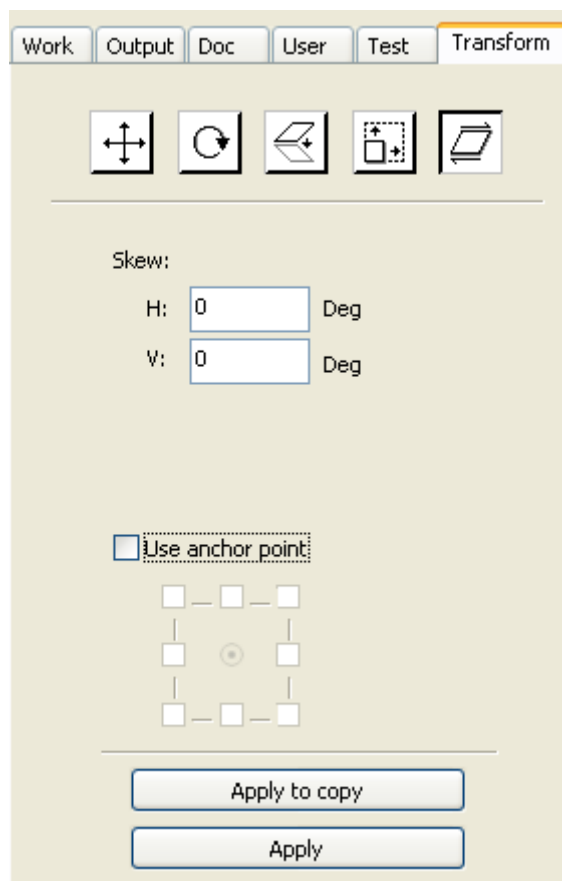 Work Output Doc User Test Transform
Skew:
H: 0 Deg
V: 0 Deg
Use anchor point
Apply to copy
Apply